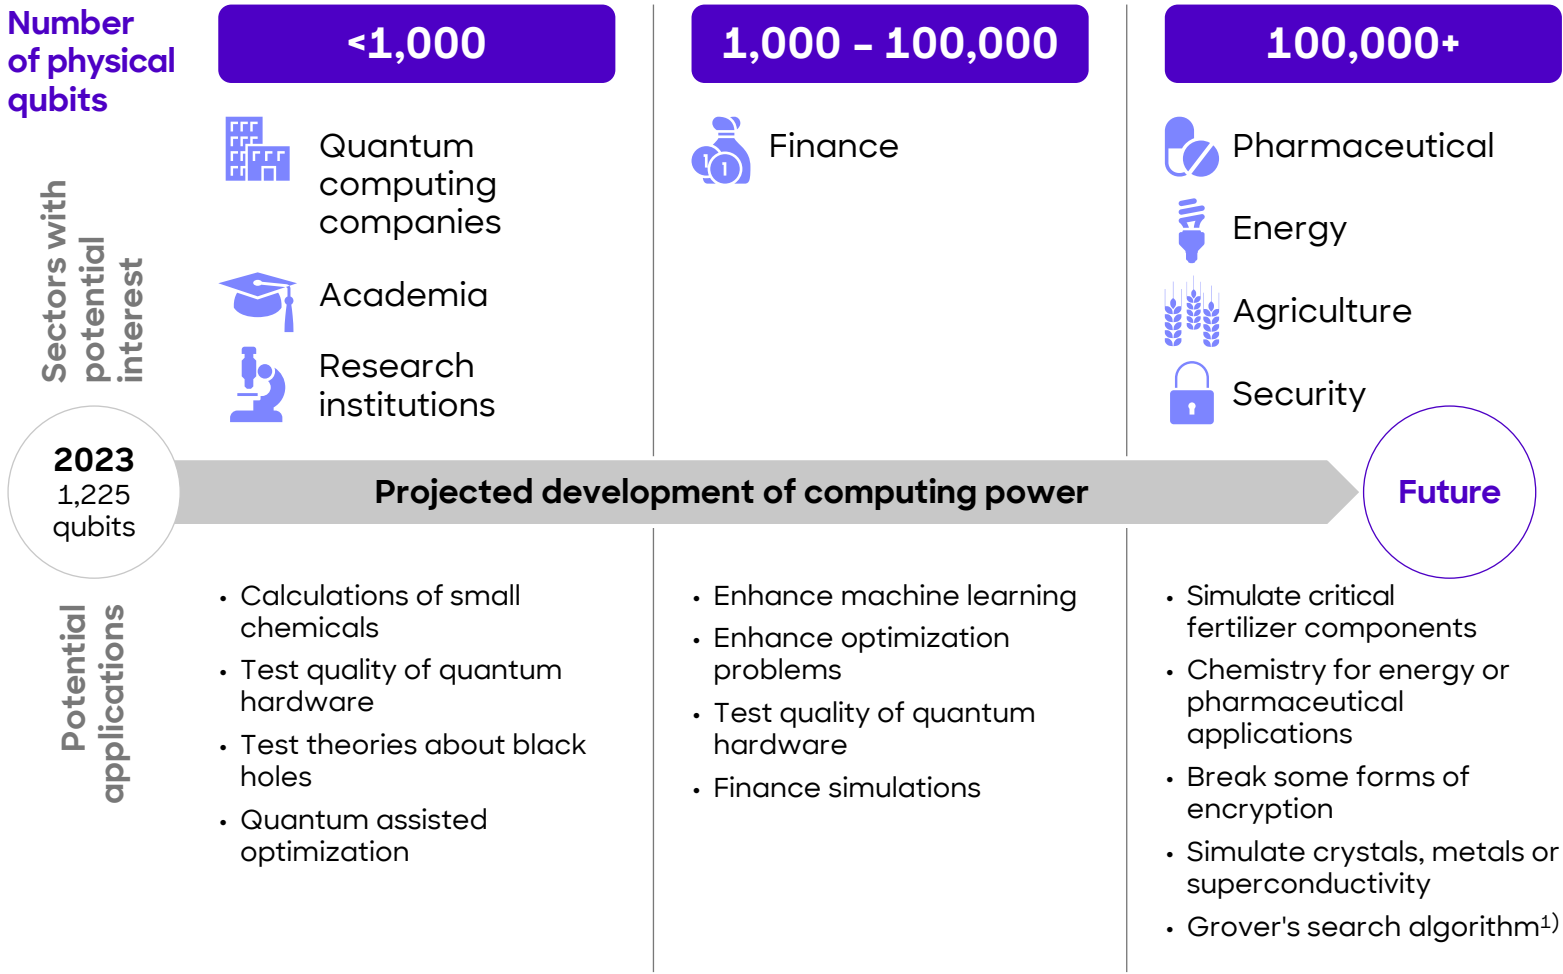 Number
of physical
qubits
<1,000
1,000 – 100,000
100,000+
Sectors with
potential
interest
Quantum
computing
companies
Academia
Research
institutions
Finance
1
1
Pharmaceutical
Energy
Agriculture
Security
2023
1,225
qubits
Projected development of computing power
Future
Potential
applications
• Calculations of small
chemicals
• Test quality of quantum
hardware
• Test theories about black
holes
• Quantum assisted
optimization
• Enhance machine learning
• Enhance optimization
problems
• Test quality of quantum
hardware
• Finance simulations
• Simulate critical
fertilizer components
• Chemistry for energy or
pharmaceutical
applications
• Break some forms of
encryption
• Simulate crystals, metals or
superconductivity
• Grover's search algorithm1)